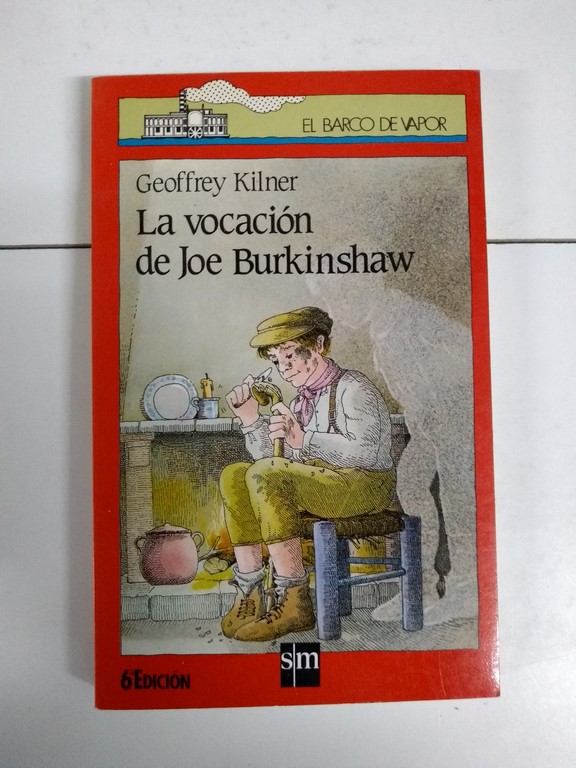 EL BARCO DE VAPOR
Geoffrey Kilner
La vocación
de Joe Burkinshaw
sm
6 EDICIÓN